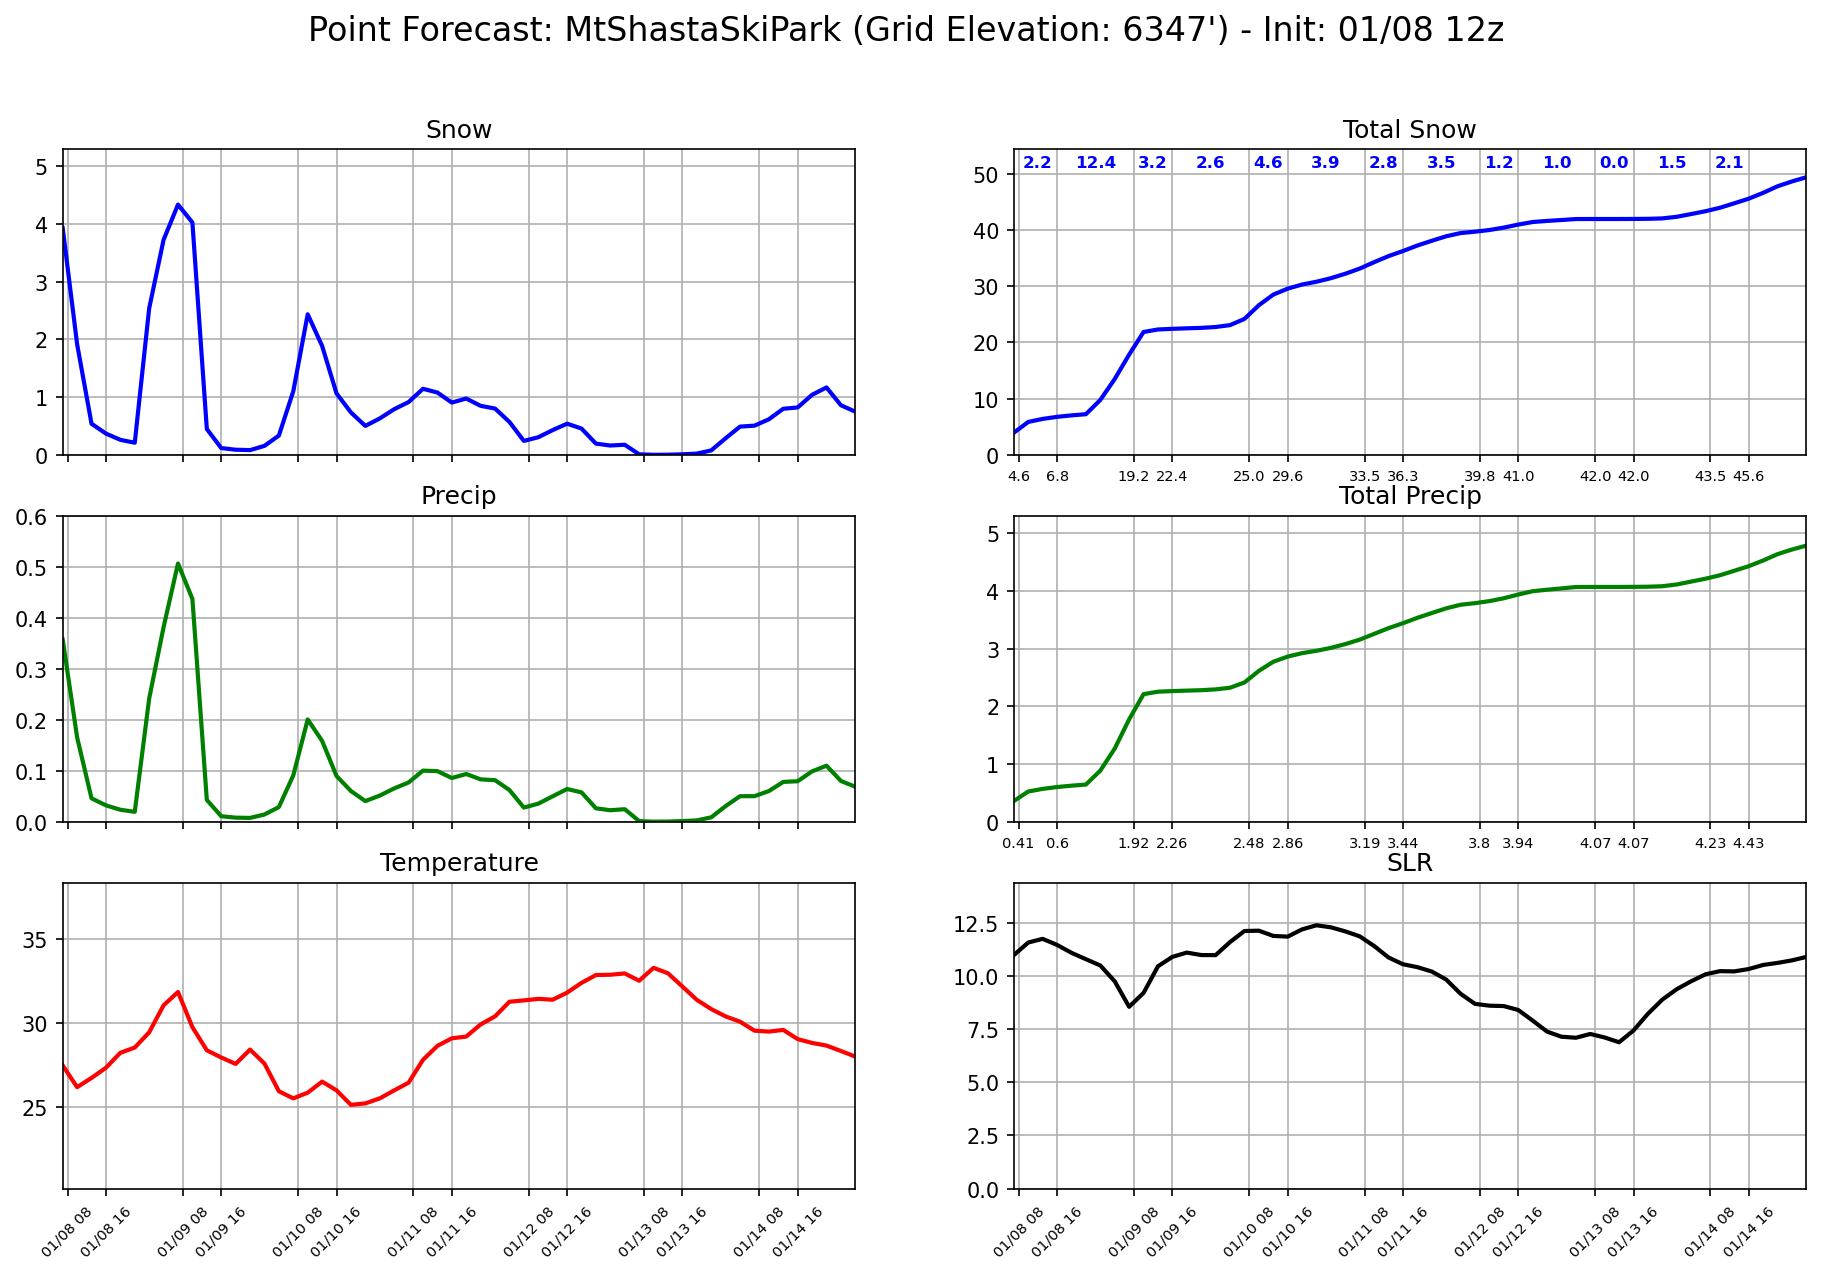 Point Forecast: MtShastaSkiPark (Grid Elevation: 6347') - Init: 01/08 12z
Snow
5
4
3
2
1
0
Total Snow
2.2 12.4 3.2 2.6 4.6 3.9 2.8 3.5 1.2 1.0 0.0 1.5 2.1
50
40
30
20
10
0
4.6 6.8 19.2 22.4 25.0 29.6 33.5 36.3 39.8 41.0 42.0 42.0 43.5 45.6
Precip
0.6
0.5
0.4
0.3
0.2
0.1
0.0
Total Precip
5
4
3
2
1
0
0.41 0.6 1.92 2.26 2.48 2.86 3.19 3.44 3.8 3.94 4.07 4.07 4.23 4.43
Temperature
35
30
25
01/08 08 01/08 16 01/09 08 01/09 16 01/10 08 01/10 16 01/11 08 01/11 16 01/12 08 01/12 16 01/13 08 01/13 16 01/14 08 01/14 16
SLR
12.5
10.0
7.5
5.0
2.5
0.0
01/08 08 01/08 16 01/09 08 01/09 16 01/10 08 01/10 16 01/11 08 01/11 16 01/12 08 01/12 16 01/13 08 01/13 16 01/14 08 01/14 16